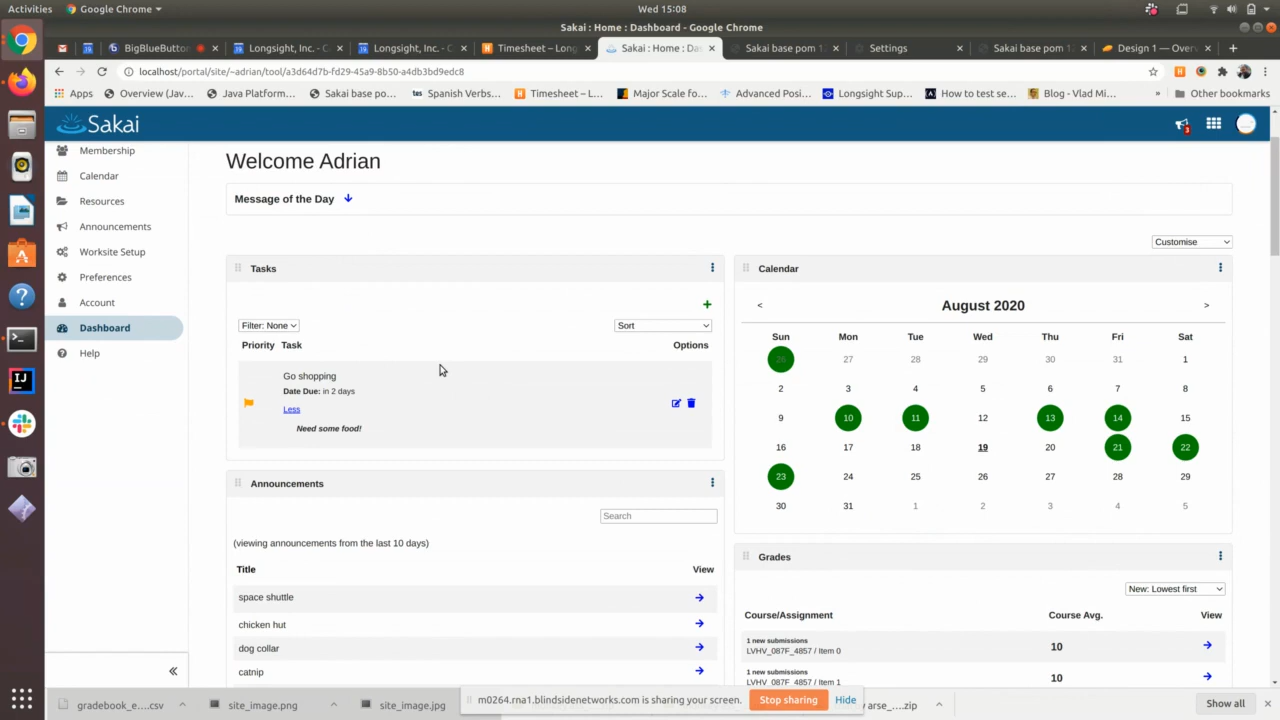 Activities
Google Chrome
Wed 15:08
Sakai : Home : Dashboard - Google Chrome
BigBlueButto
Longsight, Inc. - C
Longsight, Inc. - C
Timesheet – Long
Sakai : Home : Da
Sakai base pom 1
Settings
Sakai base pom 1
Design 1 — Over
localhost/portal/site/~adrian/tool/a3d64d7b-fd29-45a9-8b50-a4db3bd9edc8
Apps
Overview (Jav...
Java Platform...
Sakai base po...
Spanish Verbs...
Timesheet – L...
Major Scale fo...
Advanced Posi...
Longsight Sup...
How to test se...
Blog - Vlad Mi...
»
Other bookmarks
Sakai
3
Membership
Calendar
Resources
Announcements
Worksite Setup
Preferences
Account
Dashboard
Help
Welcome Adrian
Message of the Day
Customise
Tasks
Filter: None
Sort
Priority Task Options
Go shopping
Date Due: in 2 days
Less
Need some food!
Announcements
Search
(viewing announcements from the last 10 days)
Title View
space shuttle
chicken hut
dog collar
catnip
Calendar
< August 2020 >
Sun Mon Tue Wed Thu Fri Sat
26 27 28 29 30 31 1
2 3 4 5 6 7 8
9 10 11 12 13 14 15
16 17 18 19 20 21 22
23 24 25 26 27 28 29
30 31 1 2 3 4 5
Grades
New: Lowest first
Course/Assignment Course Avg. View
1 new submissions
LVHV_087F_4857 / Item 0
10
1 new submissions
LVHV_087F_4857 / Item 1
10
gradebook_e....csv
site_image.png
site_image.jpg
m0264.rna1.blindsidenetworks.com is sharing your screen.
Stop sharing
Hide
arse_....zip
Show all